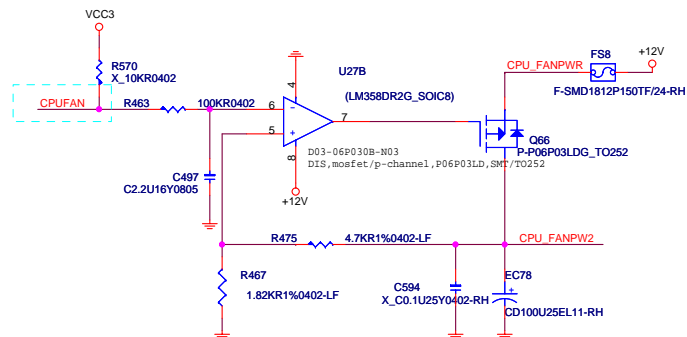 VCC3
R570
X_10KR0402
CPUFAN
R463
100KR0402
U27B
(LM358DR2G_SOIC8)
4
6
5
7
8
-
+
+12V
C497
C2.2U16Y0805
D03-06P030B-N03
DIS,mosfet/p-channel,P06P03LD,SMT/TO252
CPU_FANPWR
FS8
+12V
F-SMD1812P150TF/24-RH
Q66
P-P06P03LDG_TO252
R475
4.7KR1%0402-LF
CPU_FANPW2
R467
1.82KR1%0402-LF
C594
X_C0.1U25Y0402-RH
EC78
+
CD100U25EL11-RH